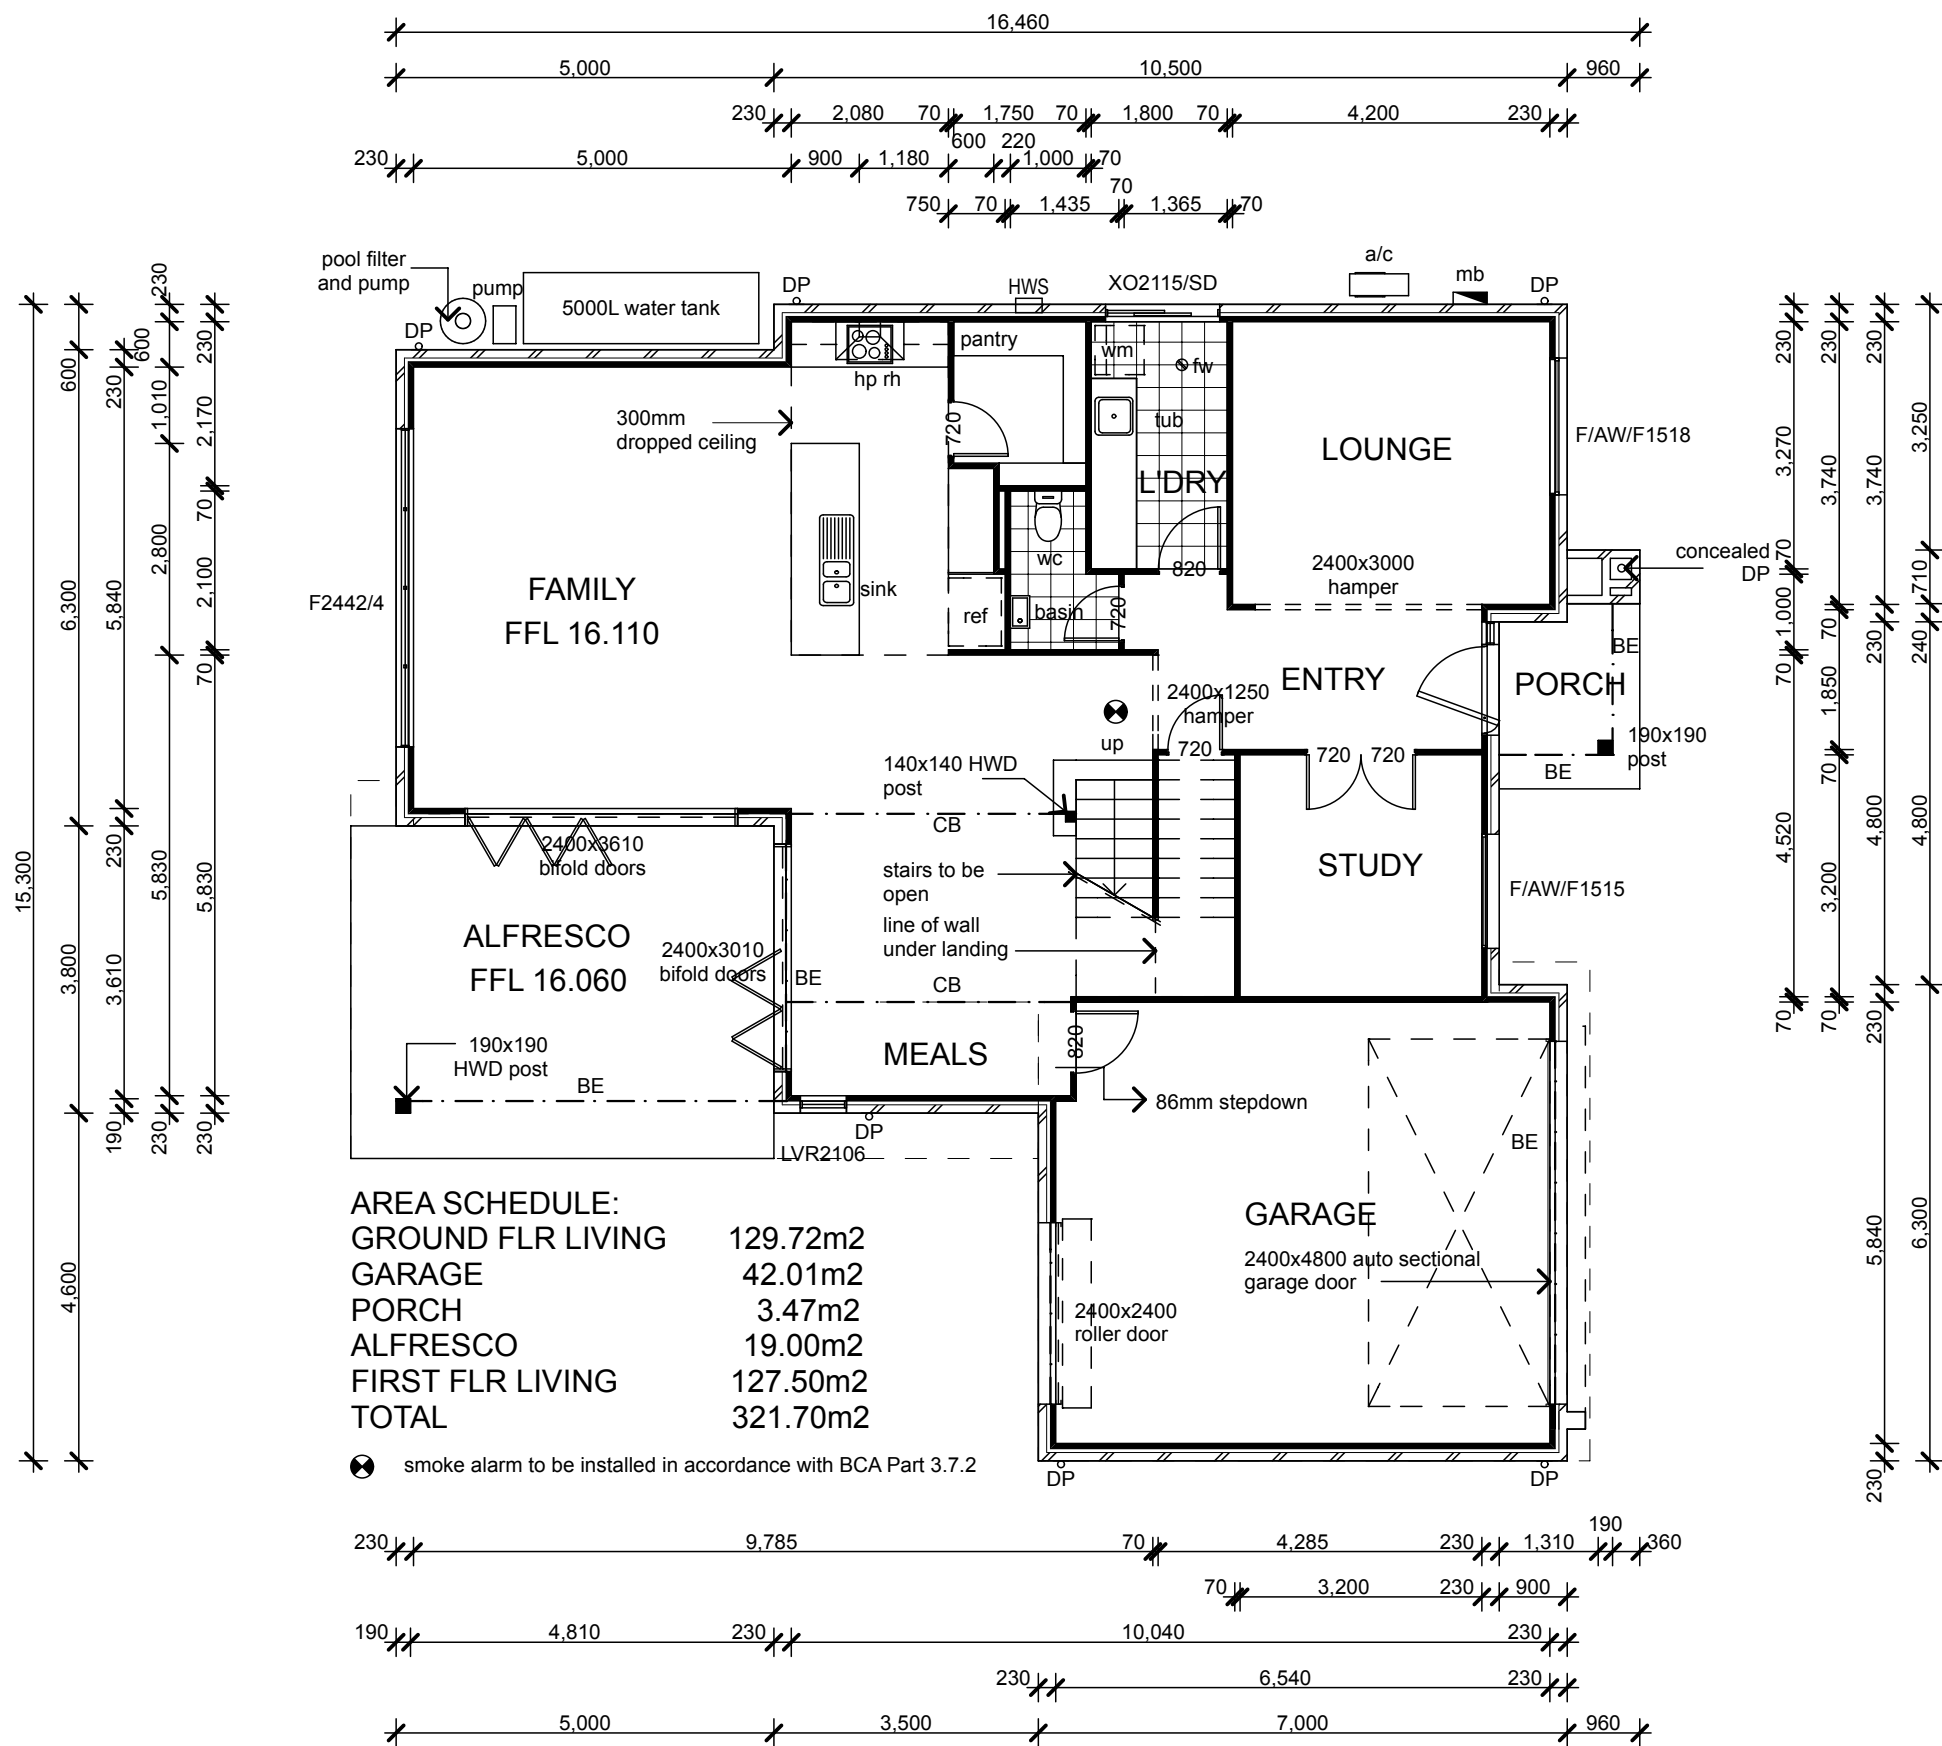 16,460
5,000 10,500 960
230 2,080 70 1,750 70 1,800 70 4,200 230
600 220
230 5,000 900 1,180 1,000 70
70
750 70 1,435 1,365 70
pool filter
and pump
pump
5000L water tank
DP
HWS
XO2115/SD
a/c
mb
DP
DP
pantry
wm
fw
hp rh
300mm
dropped ceiling
720
tub
LOUNGE
F/AW/F1518
L'DRY
concealed
DP
wc
820
2400x3000
hamper
FAMILY
FFL 16.110
F2442/4
sink
ref
basin
720
BE
ENTRY
PORCH
2400x1250
hamper
up
720
720 720
190x190
post
BE
140x140 HWD
post
CB
2400x3610
bifold doors
stairs to be
open
STUDY
F/AW/F1515
line of wall
under landing
ALFRESCO
FFL 16.060
2400x3010
bifold doors
BE
CB
190x190
HWD post
BE
MEALS
820
86mm stepdown
DP
LVR2106
BE
GARAGE
2400x4800 auto sectional
garage door
2400x2400
roller door
DP
DP
AREA SCHEDULE:
GROUND FLR LIVING 129.72m2
GARAGE 42.01m2
PORCH 3.47m2
ALFRESCO 19.00m2
FIRST FLR LIVING 127.50m2
TOTAL 321.70m2
smoke alarm to be installed in accordance with BCA Part 3.7.2
15,300
600 6,300 3,800 4,600
230 5,840 230 3,610 190
230 600 1,010 2,800 5,830 230
230 2,170 70 2,100 70 5,830 230
230 3,270 70 1,000 70 4,520 70
230 3,740 70 1,850 70 3,200 70
230 3,740 230 4,800 230 5,840 230
3,250 710 240 4,800 6,300
190
230 9,785 70 4,285 230 1,310 360
70 3,200 230 900
190 4,810 230 10,040 230
230 6,540 230
5,000 3,500 7,000 960